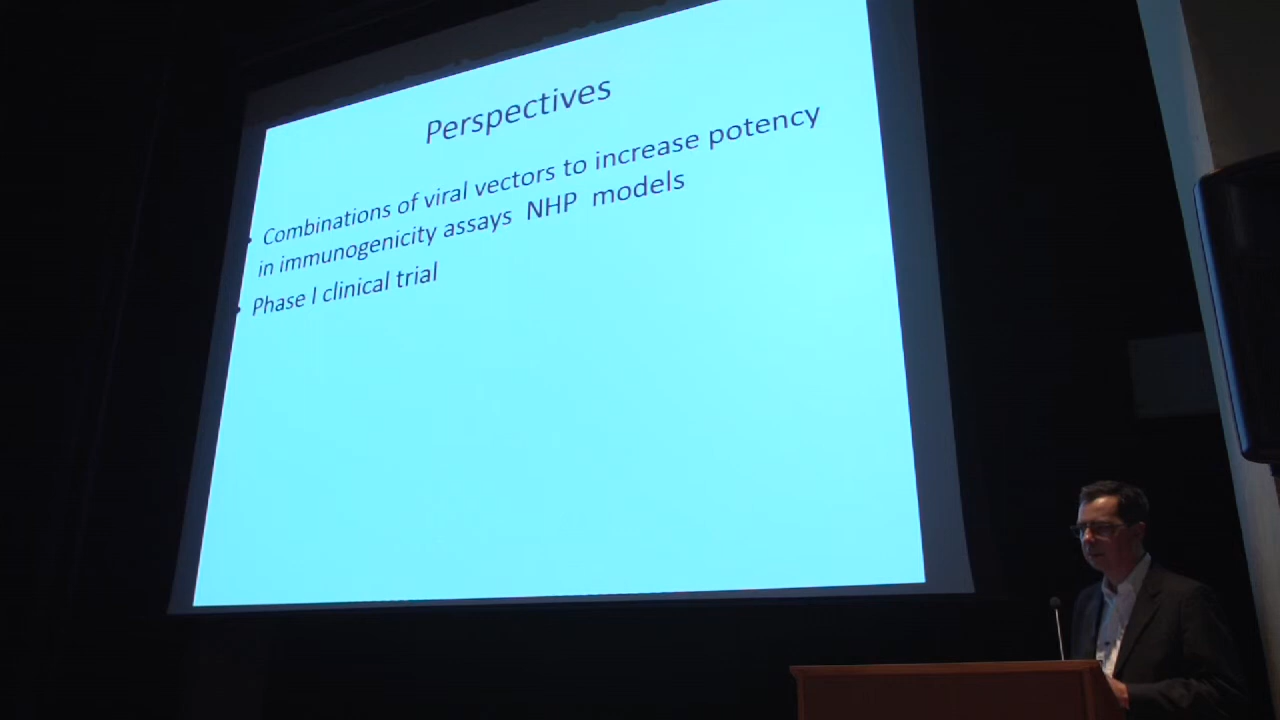 Perspectives
• Combinations of viral vectors to increase potency
in immunogenicity assays NHP models
• Phase I clinical trial